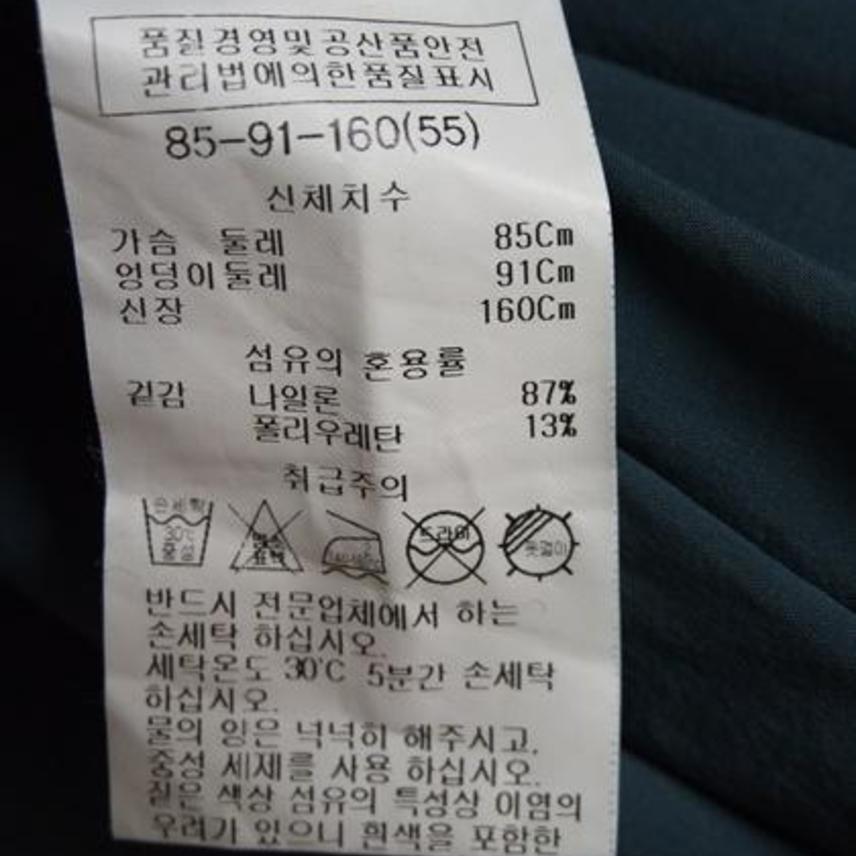 품질경영및공산품안전
관리법에의한품질표시
85-91-160(55)
신체치수
가슴 둘레 85Cm
엉덩이둘레 91Cm
신장 160Cm
섬유의 혼용률
겉감 나일론 87%
폴리우레탄 13%
취급주의
손세탁 30℃ 중성
염소 표백
드라이
옷걸이
반드시 전문업체에서 하는
손세탁 하십시오.
세탁온도 30℃ 5분간 손세탁
하십시오.
물의 양은 넉넉히 해주시고.
중성 세제를 사용 하십시오.
짙은 색상 섬유의 특성상 이염의
우려가 있으니 흰색을 포함한